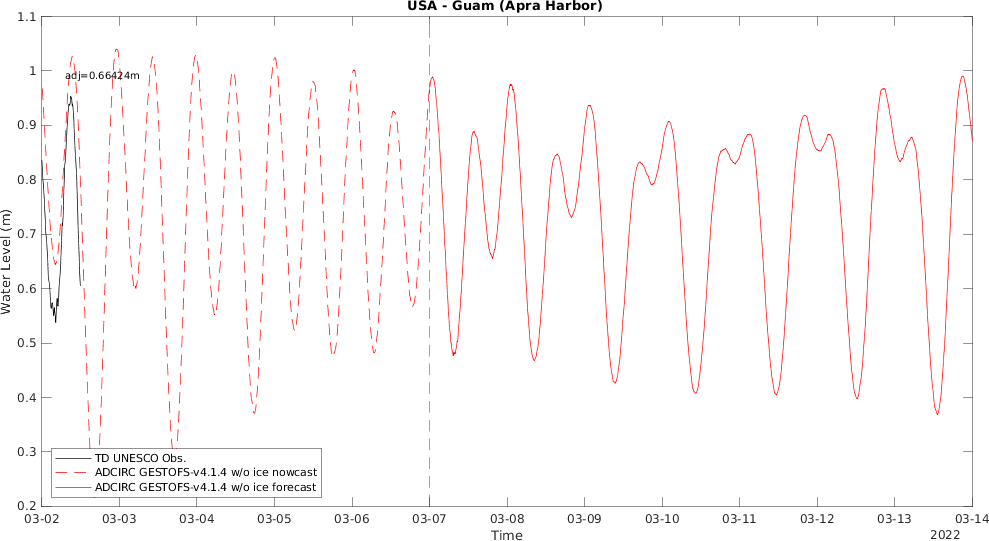 USA - Guam (Apra Harbor)
1.1
1
0.9
0.8
0.7
0.6
0.5
0.4
0.3
0.2
Water Level (m)
adj=0.66424m
TD UNESCO Obs.
ADCIRC GESTOFS-v4.1.4 w/o ice nowcast
ADCIRC GESTOFS-v4.1.4 w/o ice forecast
03-02 03-03 03-04 03-05 03-06 03-07 03-08 03-09 03-10 03-11 03-12 03-13 03-14
Time
2022